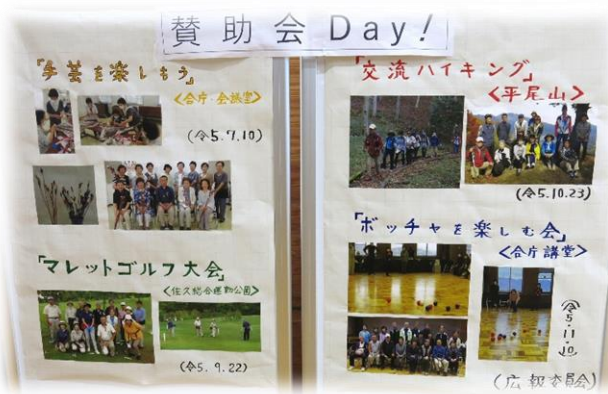 賛助会Day!
「手芸を楽しもう」
<合庁・会議室>
(令5.7.10)
「マレットゴルフ大会」
<佐久総合運動公園>
(令5.9.22)
「交流ハイキング」
<平尾山>
(令5.10.23)
「ボッチャを楽しむ会」
<合庁講堂>
(令5.11.10)
(広報委員会)